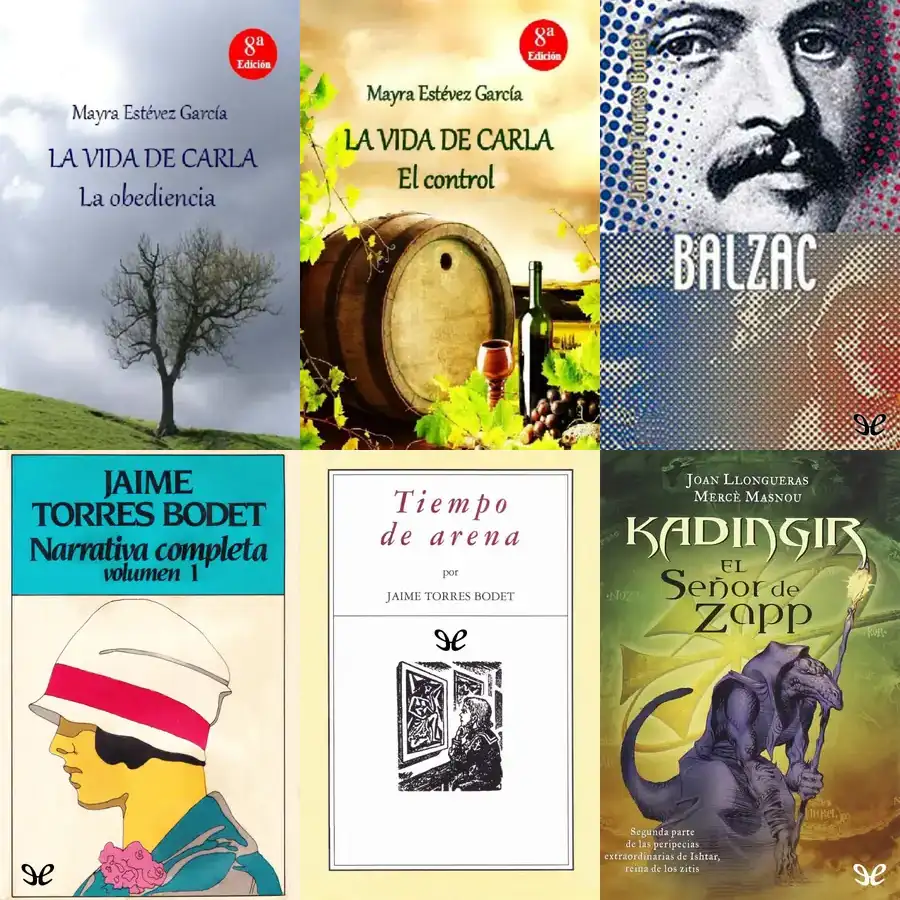 8ª
Edición
Mayra Estévez García
LA VIDA DE CARLA
La obediencia
8ª
Edición
Mayra Estévez García
LA VIDA DE CARLA
El control
Jaime Torres Bodet
BALZAC
JAIME
TORRES BODET
Narrativa completa
volumen 1
Tiempo
de arena
por
JAIME TORRES BODET
JOAN LLONGUERAS
MERCÈ MASNOU
KADINGIR
EL
Señor de
Zapp
Segunda parte
de las peripecias
extraordinarias de Ishtar,
reina de los zitis